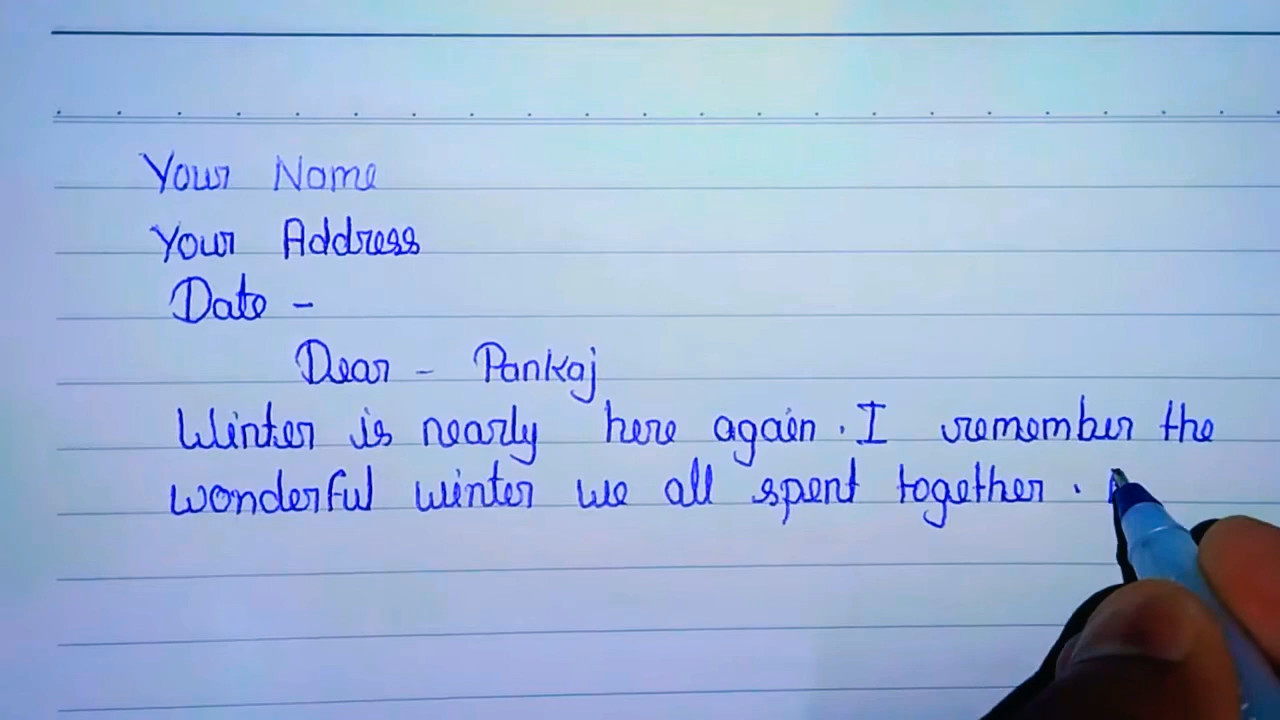 Your Name
Your Address
Date -
Dear - Pankaj
Winter is nearly here again. I remember the
wonderful winter we all spent together.